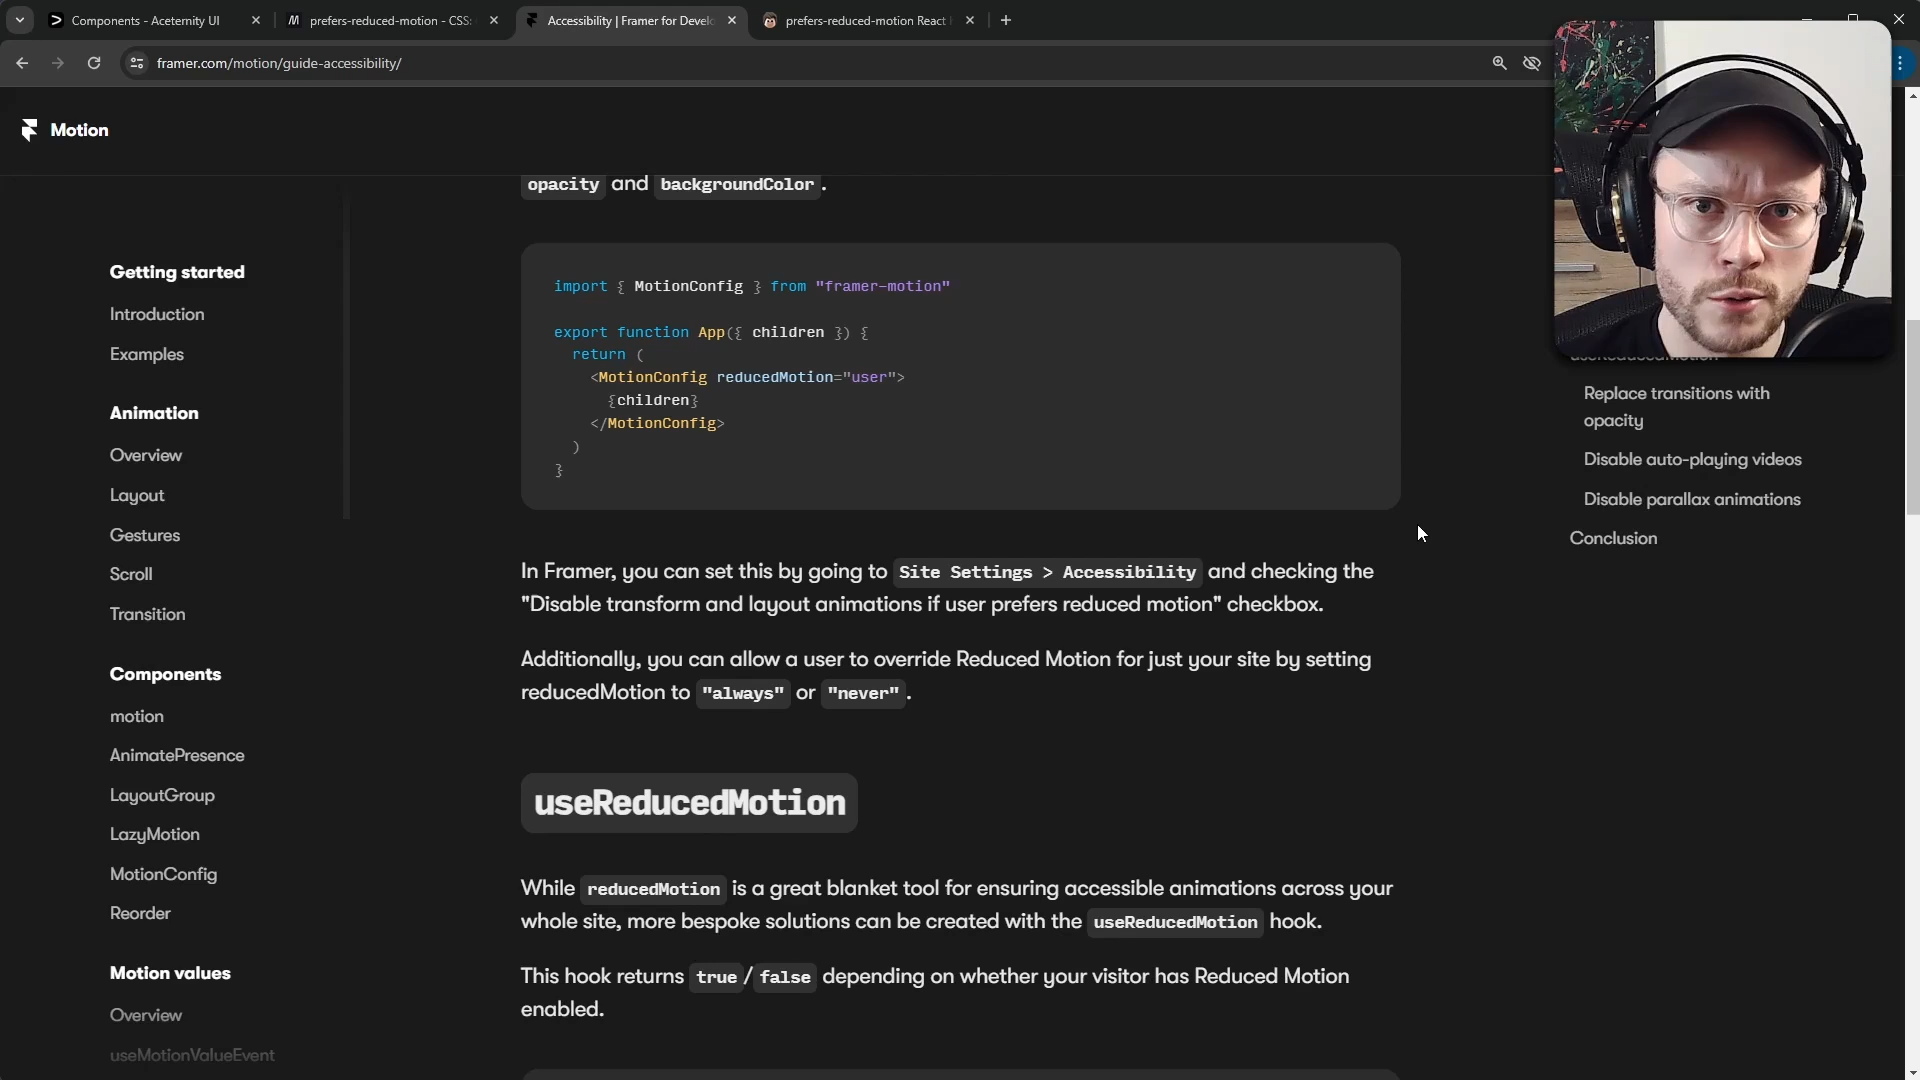 Components - Aceternity UI
prefers-reduced-motion - CSS:
Accessibility | Framer for Develo
prefers-reduced-motion React
framer.com/motion/guide-accessibility/
Motion
Getting started
Introduction
Examples
Animation
Overview
Layout
Gestures
Scroll
Transition
Components
motion
AnimatePresence
LayoutGroup
LazyMotion
MotionConfig
Reorder
Motion values
Overview
useMotionValueEvent
opacity and backgroundColor.
import { MotionConfig } from "framer-motion"
export function App({ children }) {
return (
<MotionConfig reducedMotion="user">
{children}
</MotionConfig>
)
}
In Framer, you can set this by going to Site Settings > Accessibility and checking the
"Disable transform and layout animations if user prefers reduced motion" checkbox.
Additionally, you can allow a user to override Reduced Motion for just your site by setting
reducedMotion to "always" or "never".
useReducedMotion
While reducedMotion is a great blanket tool for ensuring accessible animations across your
whole site, more bespoke solutions can be created with the useReducedMotion hook.
This hook returns true/false depending on whether your visitor has Reduced Motion
enabled.
Replace transitions with
opacity
Disable auto-playing videos
Disable parallax animations
Conclusion